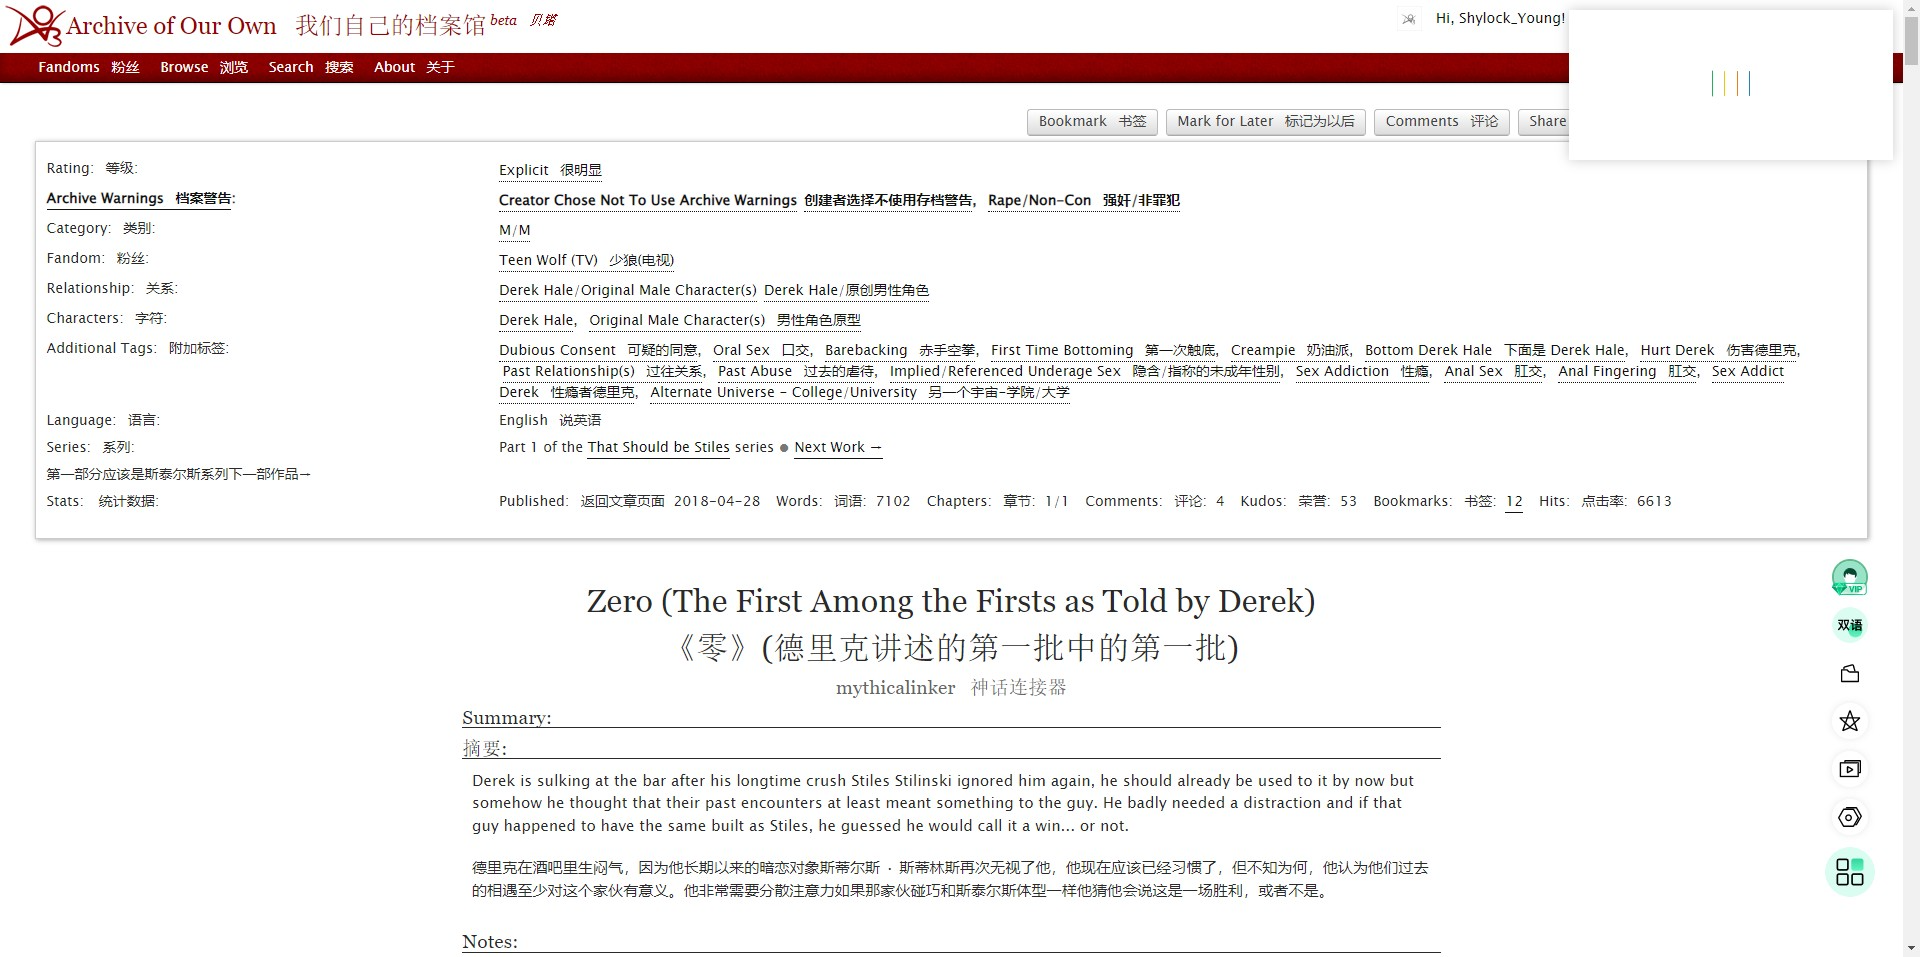 Archive of Our Own 我们自己的档案馆 beta 贝塔
Hi, Shylock_Young!
Fandoms 粉丝 Browse 浏览 Search 搜索 About 关于
Bookmark 书签 Mark for Later 标记为以后 Comments 评论 Share
Rating: 等级: Explicit 很明显
Archive Warnings 档案警告: Creator Chose Not To Use Archive Warnings 创建者选择不使用存档警告, Rape/Non-Con 强奸/非罪犯
Category: 类别: M/M
Fandom: 粉丝: Teen Wolf (TV) 少狼(电视)
Relationship: 关系: Derek Hale/Original Male Character(s) Derek Hale/原创男性角色
Characters: 字符: Derek Hale, Original Male Character(s) 男性角色原型
Additional Tags: 附加标签: Dubious Consent 可疑的同意, Oral Sex 口交, Barebacking 赤手空拳, First Time Bottoming 第一次触底, Creampie 奶油派, Bottom Derek Hale 下面是 Derek Hale, Hurt Derek 伤害德里克,
Past Relationship(s) 过往关系, Past Abuse 过去的虐待, Implied/Referenced Underage Sex 隐含/指称的未成年性别, Sex Addiction 性瘾, Anal Sex 肛交, Anal Fingering 肛交, Sex Addict
Derek 性瘾者德里克, Alternate Universe - College/University 另一个宇宙-学院/大学
Language: 语言: English 说英语
Series: 系列: Part 1 of the That Should be Stiles series ● Next Work →
第一部分应该是斯泰尔斯系列下一部作品→
Stats: 统计数据: Published: 返回文章页面 2018-04-28 Words: 词语: 7102 Chapters: 章节: 1/1 Comments: 评论: 4 Kudos: 荣誉: 53 Bookmarks: 书签: 12 Hits: 点击率: 6613
Zero (The First Among the Firsts as Told by Derek)
《零》(德里克讲述的第一批中的第一批)
mythicalinker 神话连接器
Summary:
摘要:
Derek is sulking at the bar after his longtime crush Stiles Stilinski ignored him again, he should already be used to it by now but
somehow he thought that their past encounters at least meant something to the guy. He badly needed a distraction and if that
guy happened to have the same built as Stiles, he guessed he would call it a win... or not.
德里克在酒吧里生闷气，因为他长期以来的暗恋对象斯蒂尔斯·斯蒂林斯再次无视了他，他现在应该已经习惯了，但不知为何，他认为他们过去
的相遇至少对这个家伙有意义。他非常需要分散注意力如果那家伙碰巧和斯泰尔斯体型一样他猜他会说这是一场胜利，或者不是。
Notes:
VIP
双语